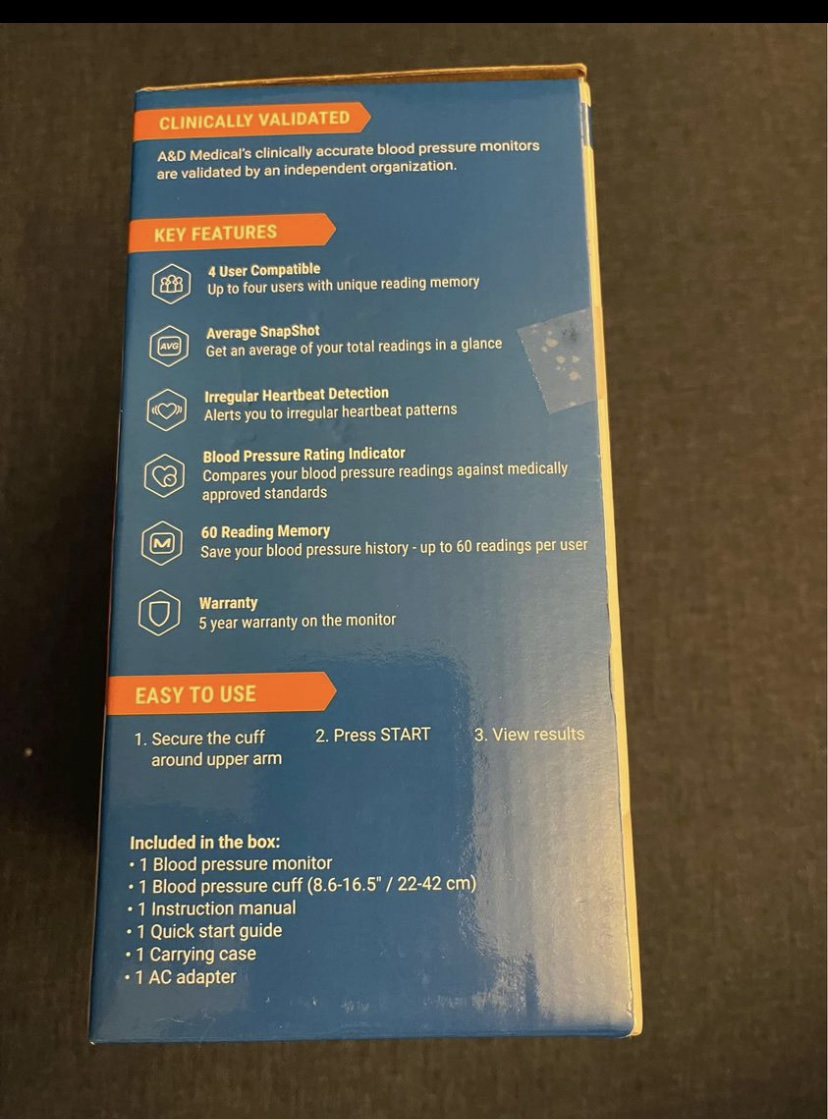 CLINICALLY VALIDATED
A&D Medical's clinically accurate blood pressure monitors
are validated by an independent organization.
KEY FEATURES
4 User Compatible
Up to four users with unique reading memory
AVG
Average SnapShot
Get an average of your total readings in a glance
Irregular Heartbeat Detection
Alerts you to irregular heartbeat patterns
Blood Pressure Rating Indicator
Compares your blood pressure readings against medically
approved standards
M
60 Reading Memory
Save your blood pressure history - up to 60 readings per user
Warranty
5 year warranty on the monitor
EASY TO USE
1. Secure the cuff
around upper arm
2. Press START
3. View results
Included in the box:
• 1 Blood pressure monitor
• 1 Blood pressure cuff (8.6-16.5" / 22-42 cm)
• 1 Instruction manual
• 1 Quick start guide
• 1 Carrying case
• 1 AC adapter